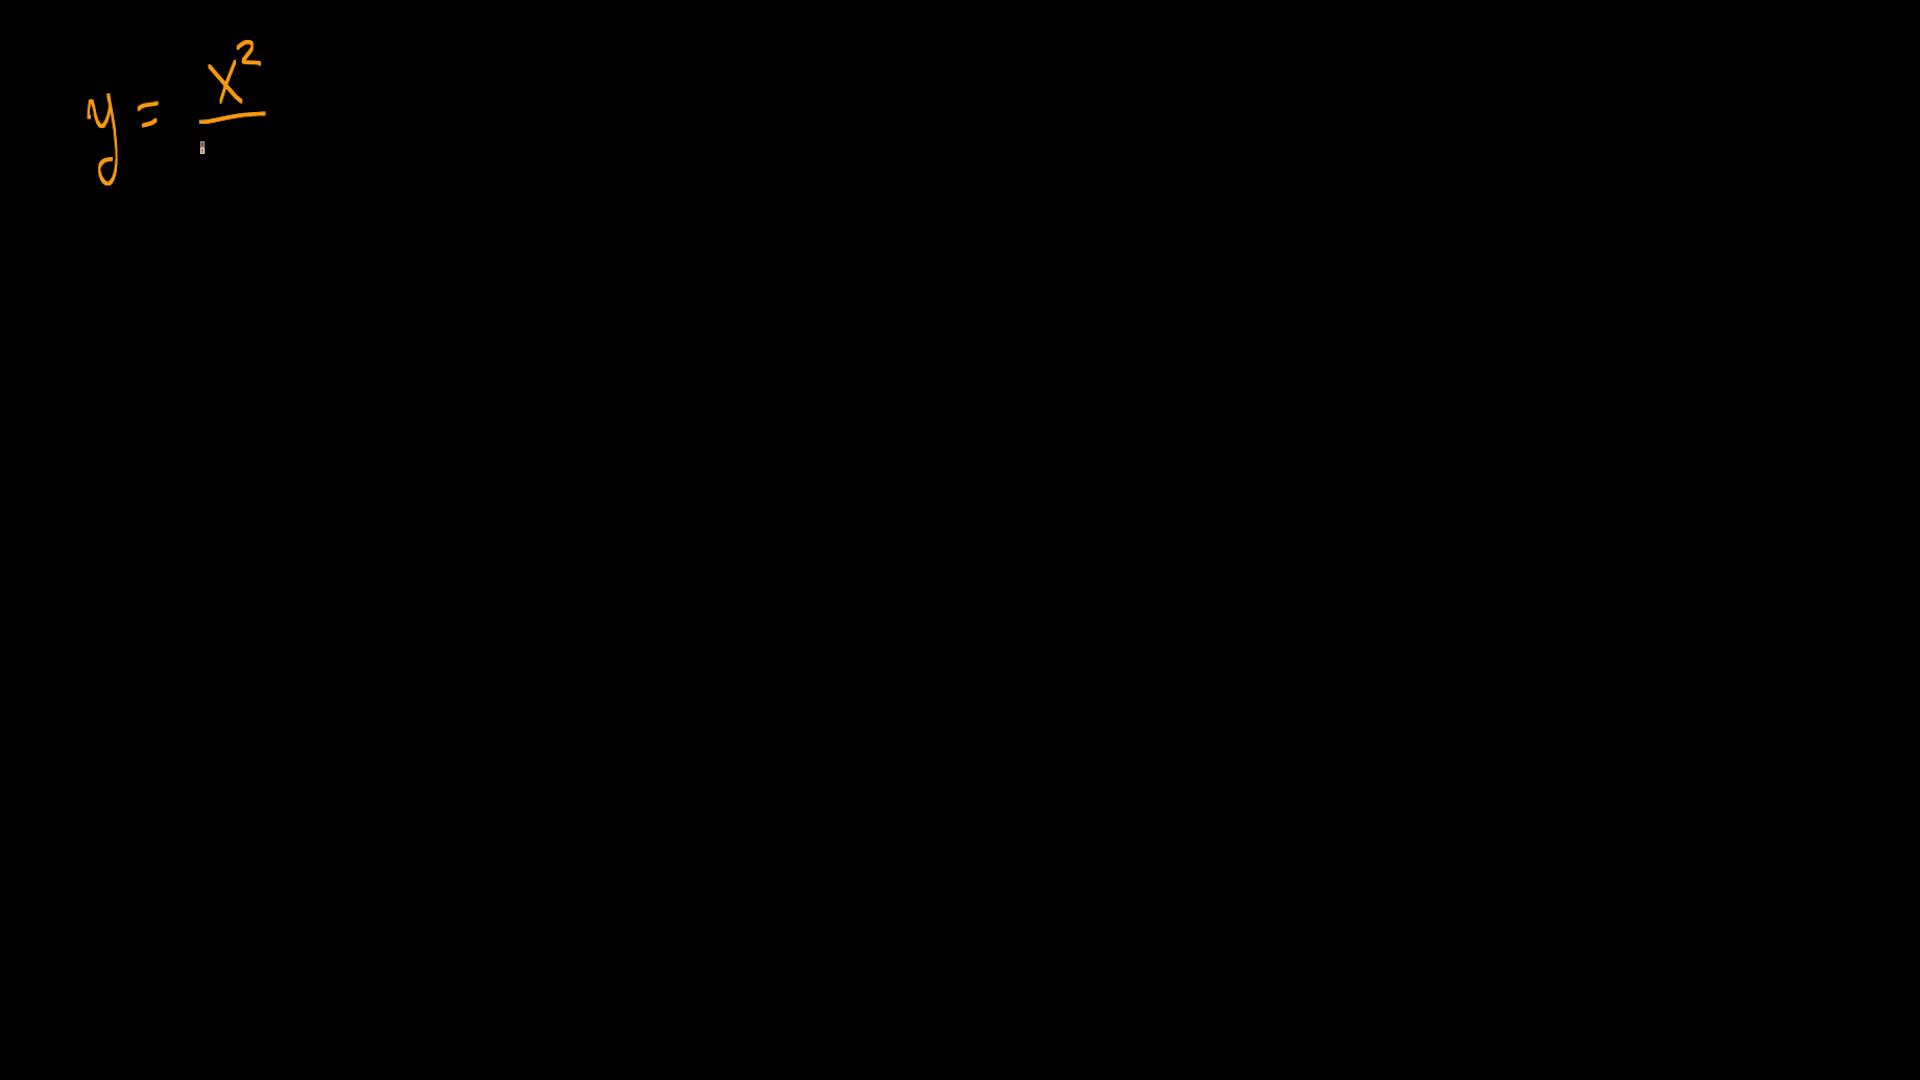 y = x²/